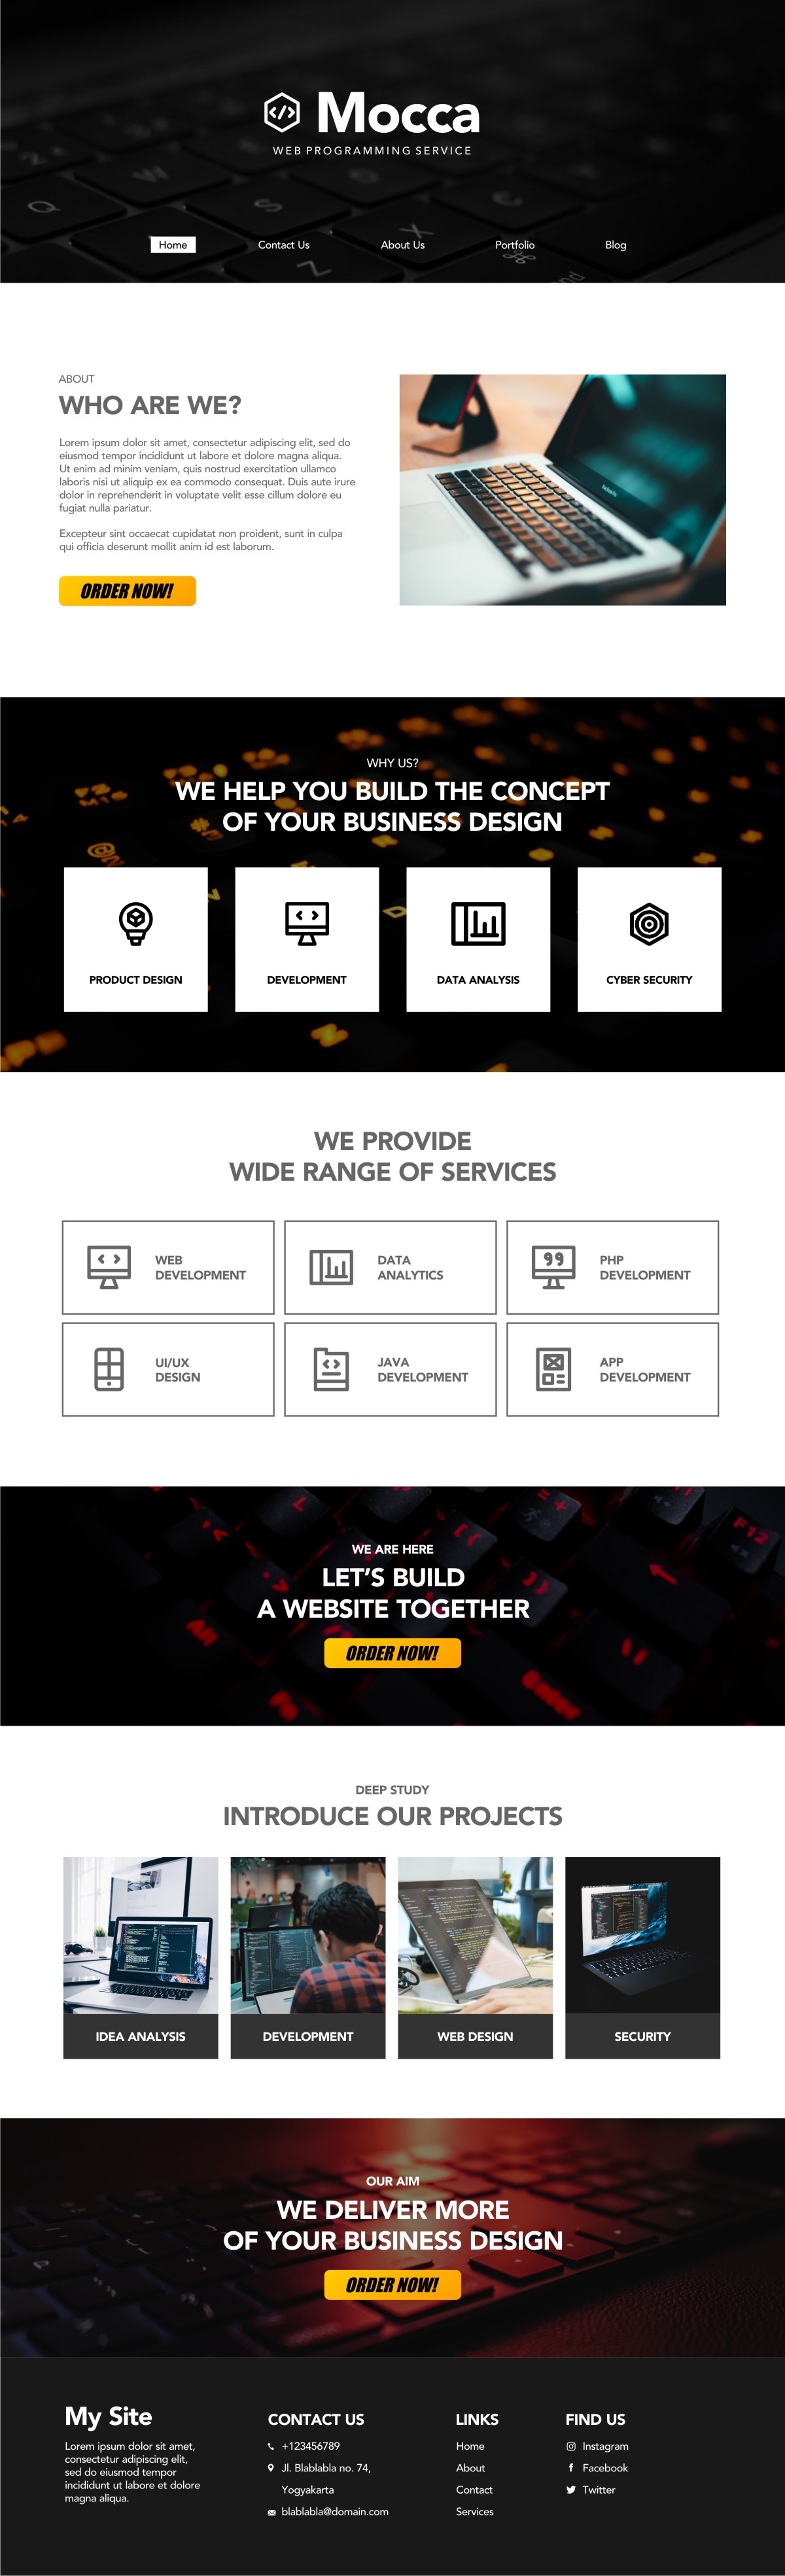 Mocca
WEB PROGRAMMING SERVICE
Home
Contact Us
About Us
Portfolio
Blog
ABOUT
WHO ARE WE?
Lorem ipsum dolor sit amet, consectetur adipiscing elit, sed do
eiusmod tempor incididunt ut labore et dolore magna aliqua.
Ut enim ad minim veniam, quis nostrud exercitation ullamco
laboris nisi ut aliquip ex ea commodo consequat. Duis aute irure
dolor in reprehenderit in voluptate velit esse cillum dolore eu
fugiat nulla pariatur.
Excepteur sint occaecat cupidatat non proident, sunt in culpa
qui officia deserunt mollit anim id est laborum.
ORDER NOW!
WHY US?
WE HELP YOU BUILD THE CONCEPT
OF YOUR BUSINESS DESIGN
PRODUCT DESIGN
DEVELOPMENT
DATA ANALYSIS
CYBER SECURITY
WE PROVIDE
WIDE RANGE OF SERVICES
WEB
DEVELOPMENT
DATA
ANALYTICS
PHP
DEVELOPMENT
UI/UX
DESIGN
JAVA
DEVELOPMENT
APP
DEVELOPMENT
WE ARE HERE
LET'S BUILD
A WEBSITE TOGETHER
ORDER NOW!
DEEP STUDY
INTRODUCE OUR PROJECTS
IDEA ANALYSIS
DEVELOPMENT
WEB DESIGN
SECURITY
OUR AIM
WE DELIVER MORE
OF YOUR BUSINESS DESIGN
ORDER NOW!
My Site
Lorem ipsum dolor sit amet,
consectetur adipiscing elit,
sed do eiusmod tempor
incididunt ut labore et dolore
magna aliqua.
CONTACT US
+123456789
Jl. Blablabla no. 74,
Yogyakarta
blablabla@domain.com
LINKS
Home
About
Contact
Services
FIND US
Instagram
Facebook
Twitter